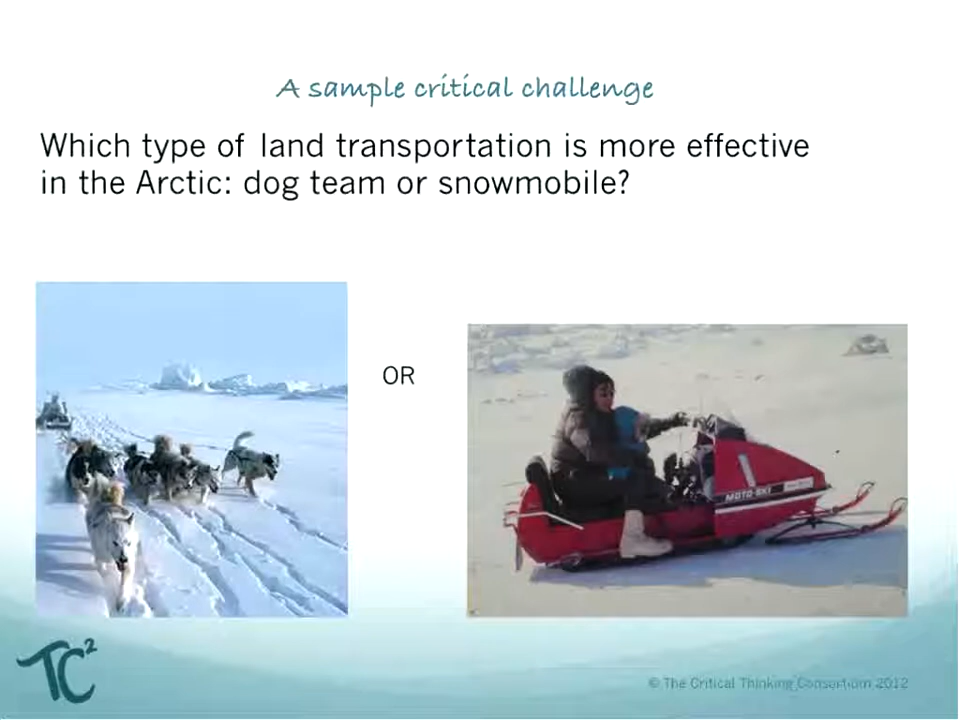 A sample critical challenge
Which type of land transportation is more effective
in the Arctic: dog team or snowmobile?
OR
MOTO-SKI
TC2
© The Critical Thinking Consortium 2012